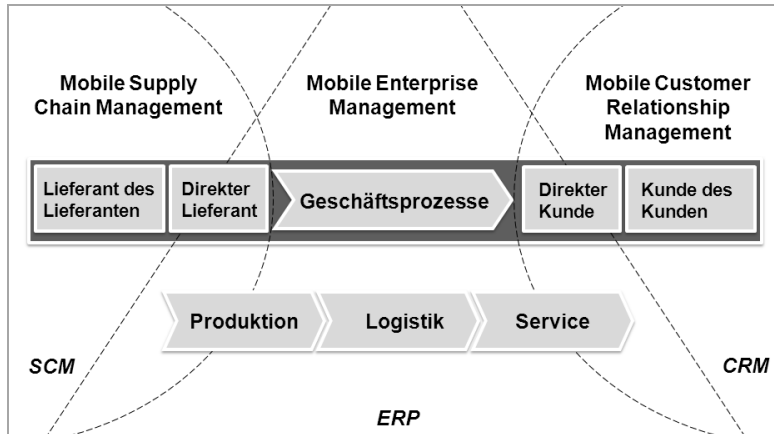 Mobile Supply
Chain Management
Mobile Enterprise
Management
Mobile Customer
Relationship
Management
Lieferant des
Lieferanten
Direkter
Lieferant
Geschäftsprozesse
Direkter
Kunde
Kunde des
Kunden
Produktion
Logistik
Service
SCM
ERP
CRM